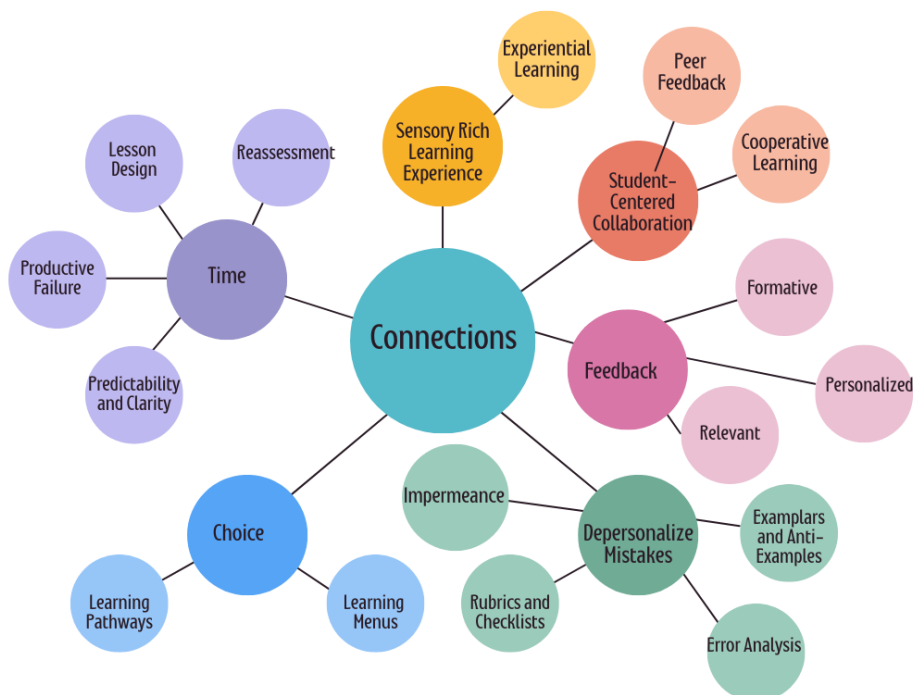 Experiential
Learning
Peer
Feedback
Lesson
Design
Reassessment
Sensory Rich
Learning
Experience
Cooperative
Learning
Student-
Centered
Collaboration
Productive
Failure
Time
Formative
Connections
Feedback
Predictability
and Clarity
Personalized
Relevant
Impermeance
Choice
Depersonalize
Mistakes
Examplars
and Anti-
Examples
Learning
Pathways
Learning
Menus
Rubrics and
Checklists
Error Analysis